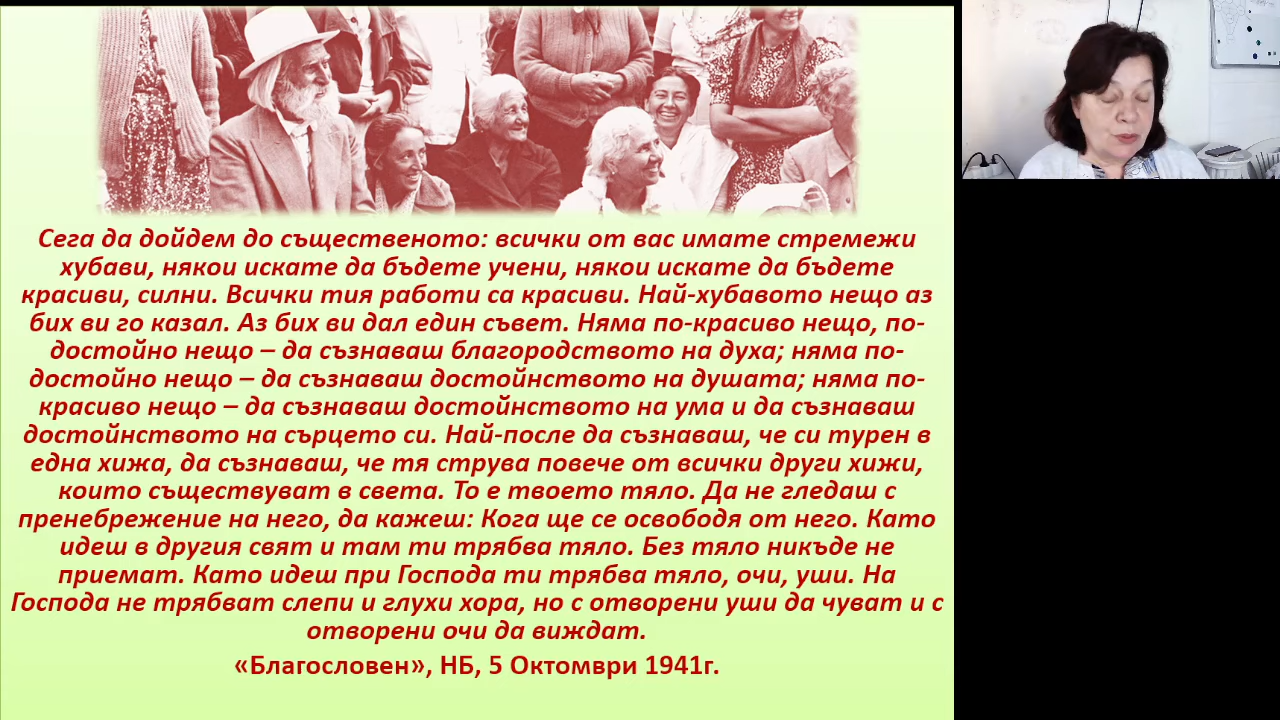 Сега да дойдем до същественото: всички от вас имате стремежи
хубави, някои искате да бъдете учени, някои искате да бъдете
красиви, силни. Всички тия работи са красиви. Най-хубавото нещо аз
бих ви го казал. Аз бих ви дал един съвет. Няма по-красиво нещо, по-
достойно нещо – да съзнаваш благородството на духа; няма по-
достойно нещо – да съзнаваш достойнството на душата; няма по-
красиво нещо – да съзнаваш достойнството на ума и да съзнаваш
достойнството на сърцето си. Най-после да съзнаваш, че си турен в
една хижа, да съзнаваш, че тя струва повече от всички други хижи,
които съществуват в света. То е твоето тяло. Да не гледаш с
пренебрежение на него, да кажеш: Кога ще се освободя от него. Като
идеш в другия свят и там ти трябва тяло. Без тяло никъде не
приемат. Като идеш при Господа ти трябва тяло, очи, уши. На
Господа не трябват слепи и глухи хора, но с отворени уши да чуват и с
отворени очи да виждат.
«Благословен», НБ, 5 Октомври 1941г.